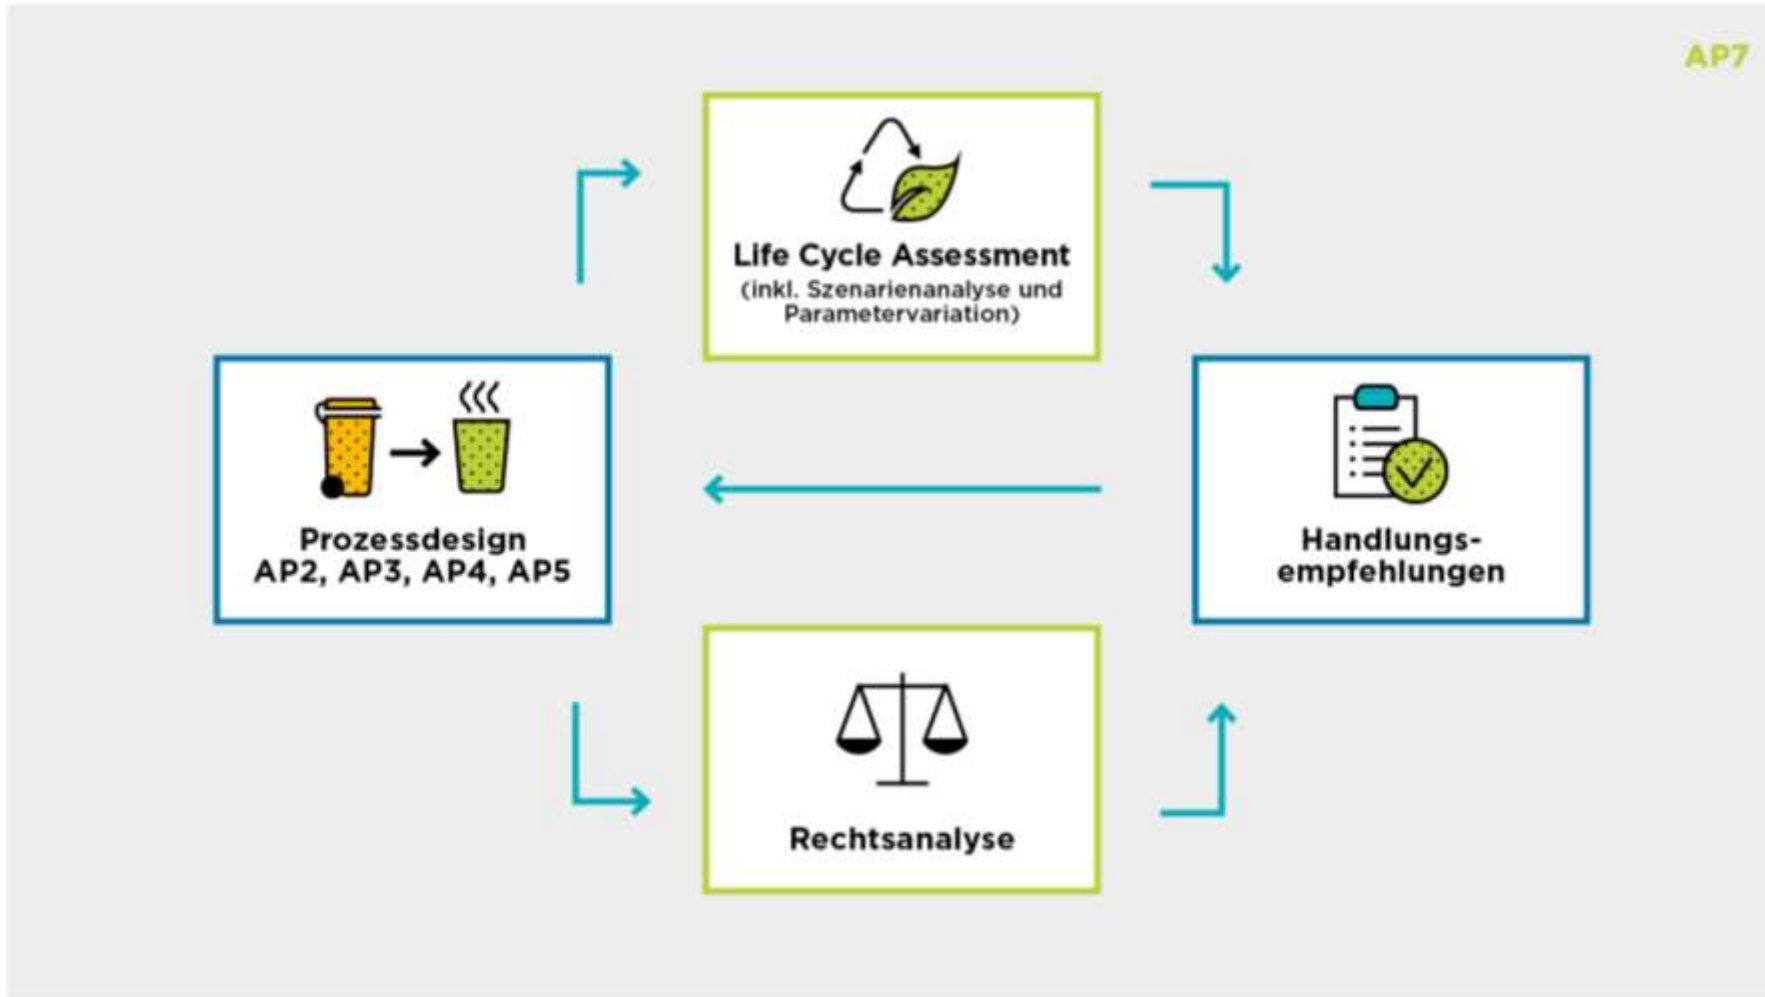 AP7
Life Cycle Assessment
(inkl. Szenarienanalyse und
Parametervariation)
Prozessdesign
AP2, AP3, AP4, AP5
Handlungs-
empfehlungen
Rechtsanalyse